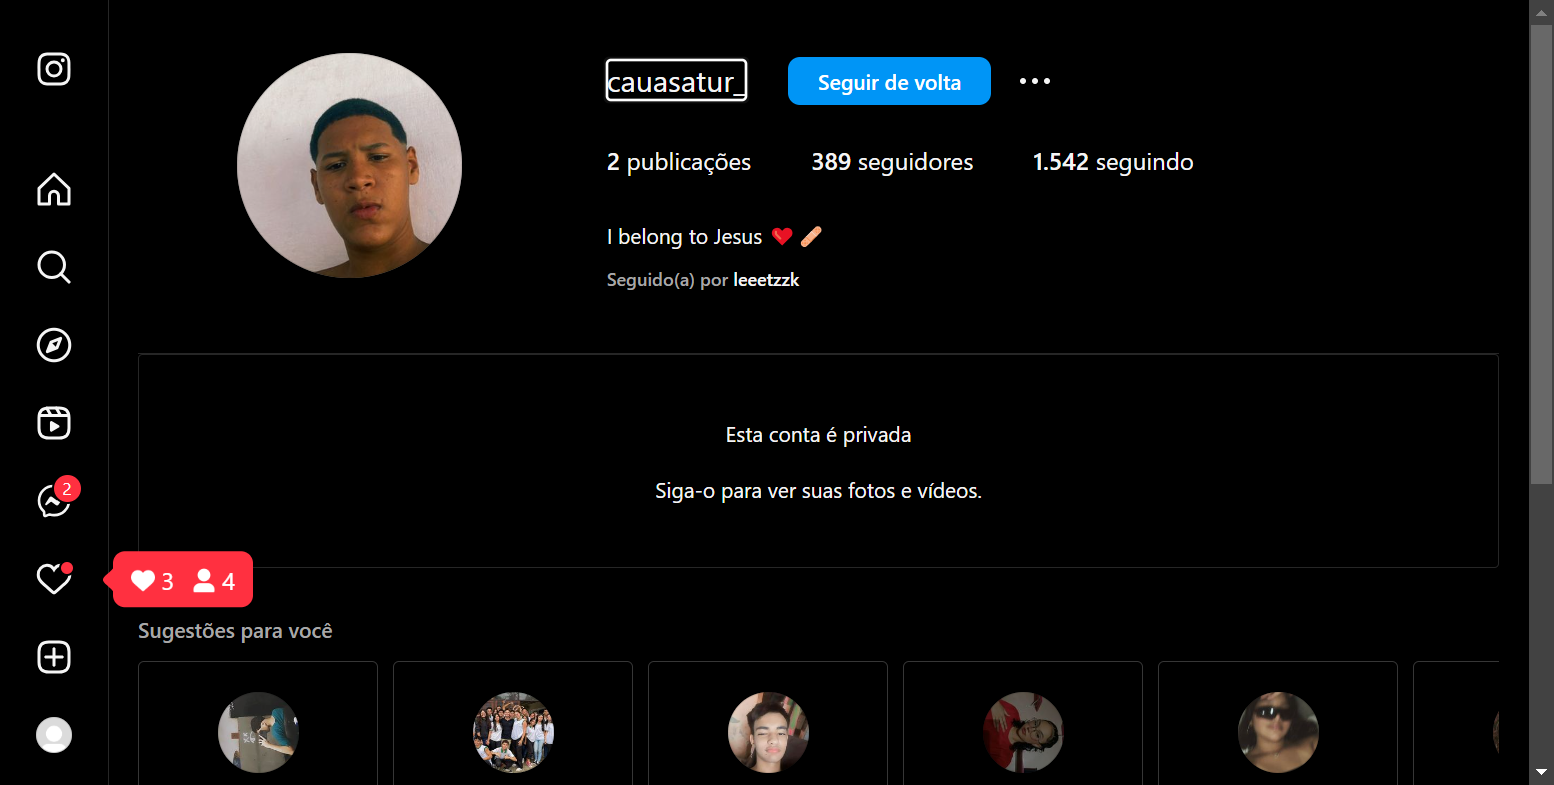 cauasatur_
Seguir de volta
2 publicações
389 seguidores
1.542 seguindo
I belong to Jesus ❤️ 🩹
Seguido(a) por leeetzzk
Esta conta é privada
Siga-o para ver suas fotos e vídeos.
2
3 4
Sugestões para você